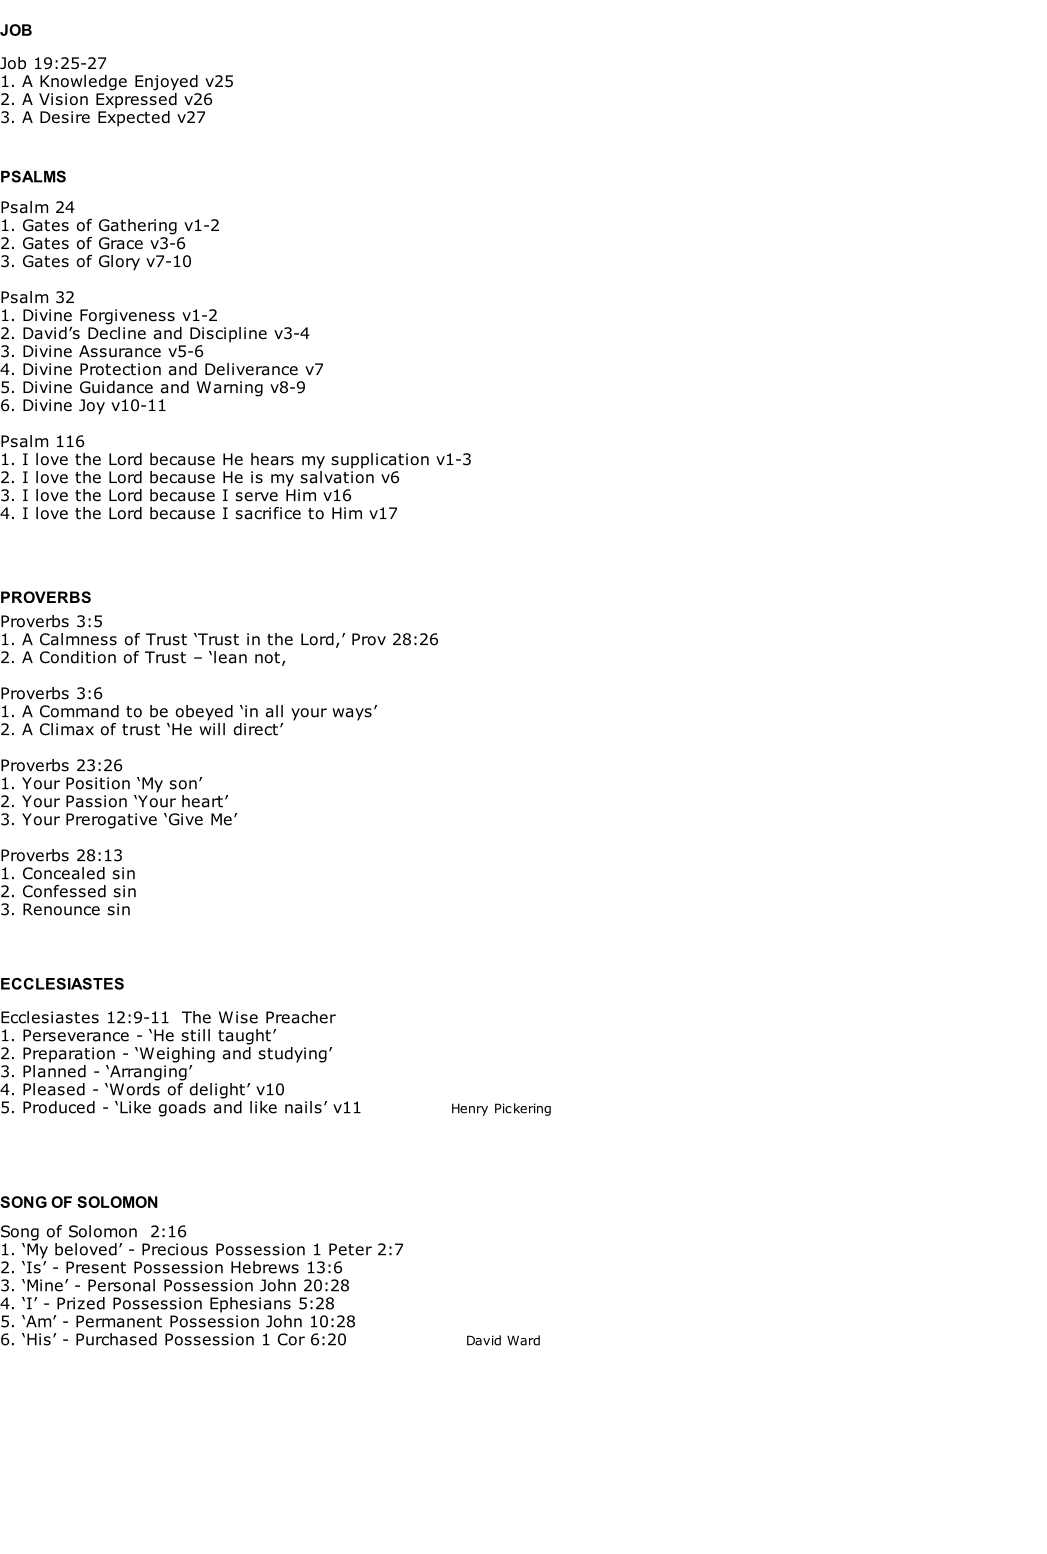 JOB
Job 19:25-27
1. A Knowledge Enjoyed v25
2. A Vision Expressed v26
3. A Desire Expected v27
PSALMS
Psalm 24
1. Gates of Gathering v1-2
2. Gates of Grace v3-6
3. Gates of Glory v7-10
Psalm 32
1. Divine Forgiveness v1-2
2. David’s Decline and Discipline v3-4
3. Divine Assurance v5-6
4. Divine Protection and Deliverance v7
5. Divine Guidance and Warning v8-9
6. Divine Joy v10-11
Psalm 116
1. I love the Lord because He hears my supplication v1-3
2. I love the Lord because He is my salvation v6
3. I love the Lord because I serve Him v16
4. I love the Lord because I sacrifice to Him v17
PROVERBS
Proverbs 3:5
1. A Calmness of Trust ‘Trust in the Lord,’ Prov 28:26
2. A Condition of Trust – ‘lean not,
Proverbs 3:6
1. A Command to be obeyed ‘in all your ways’
2. A Climax of trust ‘He will direct’
Proverbs 23:26
1. Your Position ‘My son’
2. Your Passion ‘Your heart’
3. Your Prerogative ‘Give Me’
Proverbs 28:13
1. Concealed sin
2. Confessed sin
3. Renounce sin
ECCLESIASTES
Ecclesiastes 12:9-11  The Wise Preacher
1. Perseverance - ‘He still taught’
2. Preparation - ‘Weighing and studying’
3. Planned - ‘Arranging’
4. Pleased - ‘Words of delight’ v10
5. Produced - ‘Like goads and like nails’ v11 Henry Pickering
SONG OF SOLOMON
Song of Solomon  2:16
1. ‘My beloved’ - Precious Possession 1 Peter 2:7
2. ‘Is’ - Present Possession Hebrews 13:6
3. ‘Mine’ - Personal Possession John 20:28
4. ‘I’ - Prized Possession Ephesians 5:28
5. ‘Am’ - Permanent Possession John 10:28
6. ‘His’ - Purchased Possession 1 Cor 6:20 David Ward